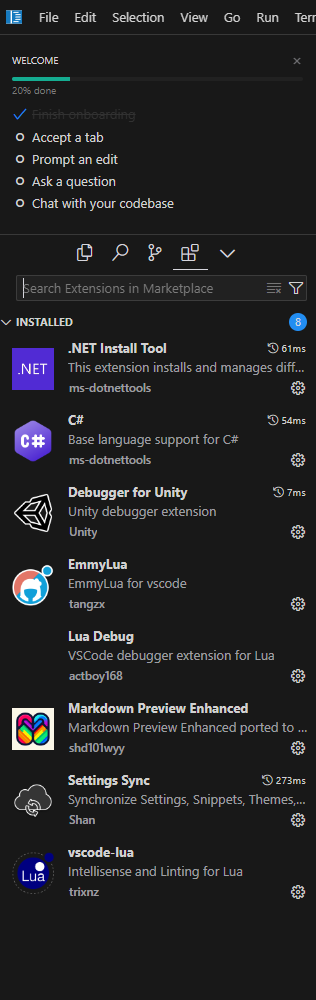 File Edit Selection View Go Run Terr
WELCOME
20% done
Finish onboarding
Accept a tab
Prompt an edit
Ask a question
Chat with your codebase
Search Extensions in Marketplace
INSTALLED 8
.NET
.NET Install Tool 61ms
This extension installs and manages diff...
ms-dotnettools
C#
C# 54ms
Base language support for C#
ms-dotnettools
Debugger for Unity 7ms
Unity debugger extension
Unity
EmmyLua
EmmyLua for vscode
tangzx
Lua Debug
VSCode debugger extension for Lua
actboy168
Markdown Preview Enhanced
Markdown Preview Enhanced ported to ...
shd101wyy
Settings Sync 273ms
Synchronize Settings, Snippets, Themes,...
Shan
Lua
vscode-lua
Intellisense and Linting for Lua
trixnz